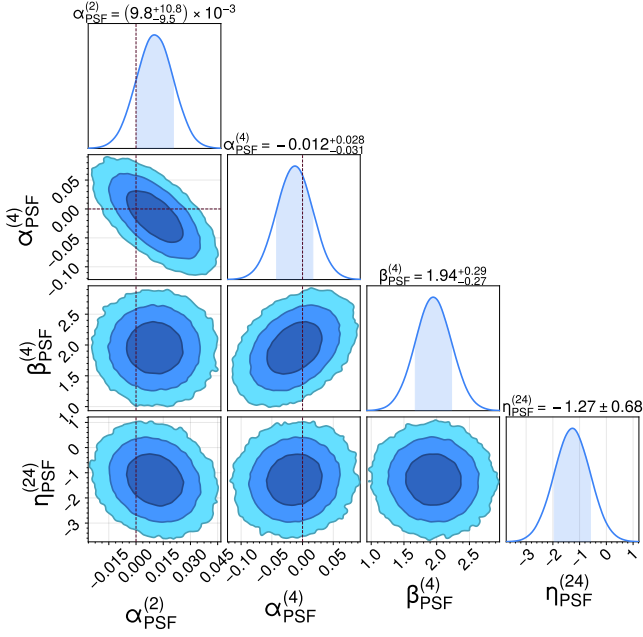 α_PSF^(2) = (9.8^+10.8_−9.5) × 10^−3
α_PSF^(4) = −0.012^+0.028_−0.031
β_PSF^(4) = 1.94^+0.29_−0.27
η_PSF^(24) = −1.27 ± 0.68
α_PSF^(4)
0.05
0.00
−0.05
−0.10
β_PSF^(4)
2.5
2.0
1.5
1.0
η_PSF^(24)
0
−1
−2
−3
−0.015 0.000 0.015 0.030 0.045
−0.10 −0.05 0.00 0.05
1.0 1.5 2.0 2.5
−3 −2 −1 0 1
α_PSF^(2)
α_PSF^(4)
β_PSF^(4)
η_PSF^(24)